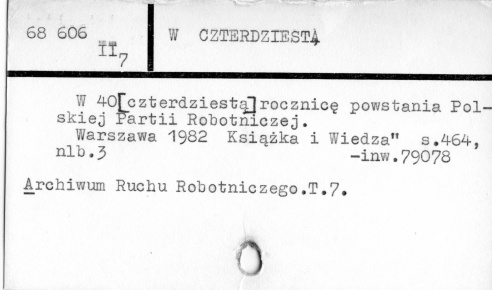 68 606
II7
W CZTERDZIESTĄ
W 40[czterdziestą]rocznicę powstania Pol-
skiej Partii Robotniczej.
Warszawa 1982 Książka i Wiedza" s.464,
nlb.3 -inw.79078
Archiwum Ruchu Robotniczego.T.7.